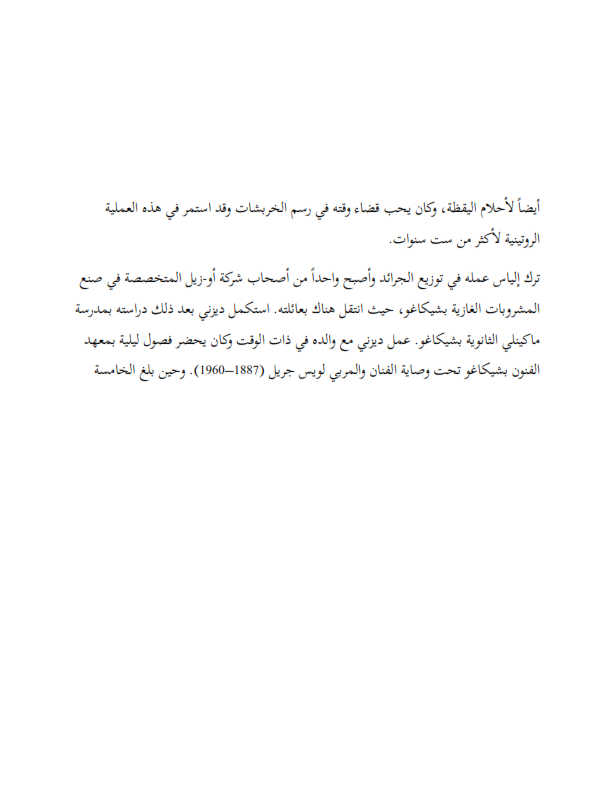 أيضاً لأحلام اليقظة، وكان يحب قضاء وقته في رسم الخربشات وقد استمر في هذه العملية
الروتينية لأكثر من ست سنوات.
ترك إلياس عمله في توزيع الجرائد وأصبح واحداً من أصحاب شركة أو-زيل المتخصصة في صنع
المشروبات الغازية بشيكاغو، حيث انتقل هناك بعائلته. استكمل ديزني بعد ذلك دراسته بمدرسة
ماكينلي الثانوية بشيكاغو. عمل ديزني مع والده في ذات الوقت وكان يحضر فصول ليلية بمعهد
الفنون بشيكاغو تحت وصاية الفنان والمربي لويس جريل (1887–1960). وحين بلغ الخامسة